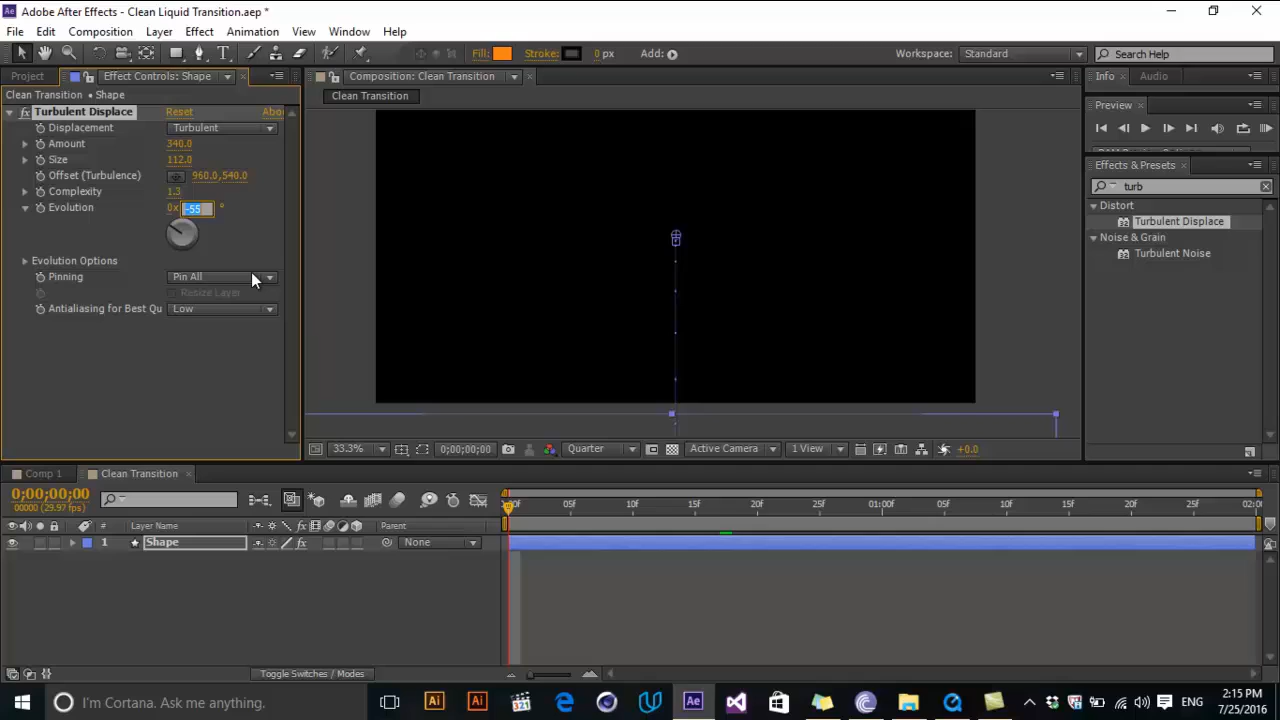 Adobe After Effects - Clean Liquid Transition.aep *
File Edit Composition Layer Effect Animation View Window Help
Fill: Stroke: 0 px Add: Workspace: Standard Search Help
Project Effect Controls: Shape Composition: Clean Transition Info Audio
Clean Transition • Shape Clean Transition
fx Turbulent Displace Reset Abo Preview
Displacement Turbulent
Amount 340.0
Size 112.0 Effects & Presets
Offset (Turbulence) 960.0,540.0 turb
Complexity 1.3 Distort
Evolution 0x -55 ° Turbulent Displace
Noise & Grain
Turbulent Noise
Evolution Options
Pinning Pin All
Resize Layer
Antialiasing for Best Qu Low
33.3% 0;00;00;00 Quarter Active Camera 1 View +0.0
Comp 1 Clean Transition
0;00;00;00
00000 (29.97 fps) 05f 10f 15f 20f 25f 01:00f 05f 10f 15f 20f 25f 02:0
# Layer Name Parent
1 Shape None
Toggle Switches / Modes
I'm Cortana. Ask me anything. Ai Ai 321 Ae ENG 2:15 PM
7/25/2016